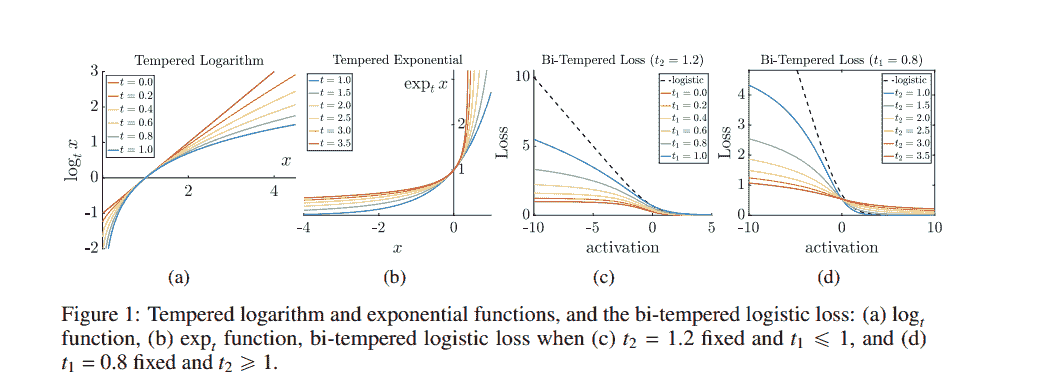 Tempered Logarithm
3
2
1
0
-1
-2
log_t x
t = 0.0
t = 0.2
t = 0.4
t = 0.6
t = 0.8
t = 1.0
x
2
4
(a)
Tempered Exponential
t = 1.0
t = 1.5
t = 2.0
t = 2.5
t = 3.0
t = 3.5
exp_t x
2
1
-4
-2
0
x
(b)
Bi-Tempered Loss (t₂ = 1.2)
10
5
0
Loss
logistic
t₁ = 0.0
t₁ = 0.2
t₁ = 0.4
t₁ = 0.6
t₁ = 0.8
t₁ = 1.0
-10
-5
0
5
activation
(c)
Bi-Tempered Loss (t₁ = 0.8)
4
3
2
1
0
Loss
logistic
t₂ = 1.0
t₂ = 1.5
t₂ = 2.0
t₂ = 2.5
t₂ = 3.0
t₂ = 3.5
-10
0
10
activation
(d)
Figure 1: Tempered logarithm and exponential functions, and the bi-tempered logistic loss: (a) log_t
function, (b) exp_t function, bi-tempered logistic loss when (c) t₂ = 1.2 fixed and t₁ ⩽ 1, and (d)
t₁ = 0.8 fixed and t₂ ⩾ 1.